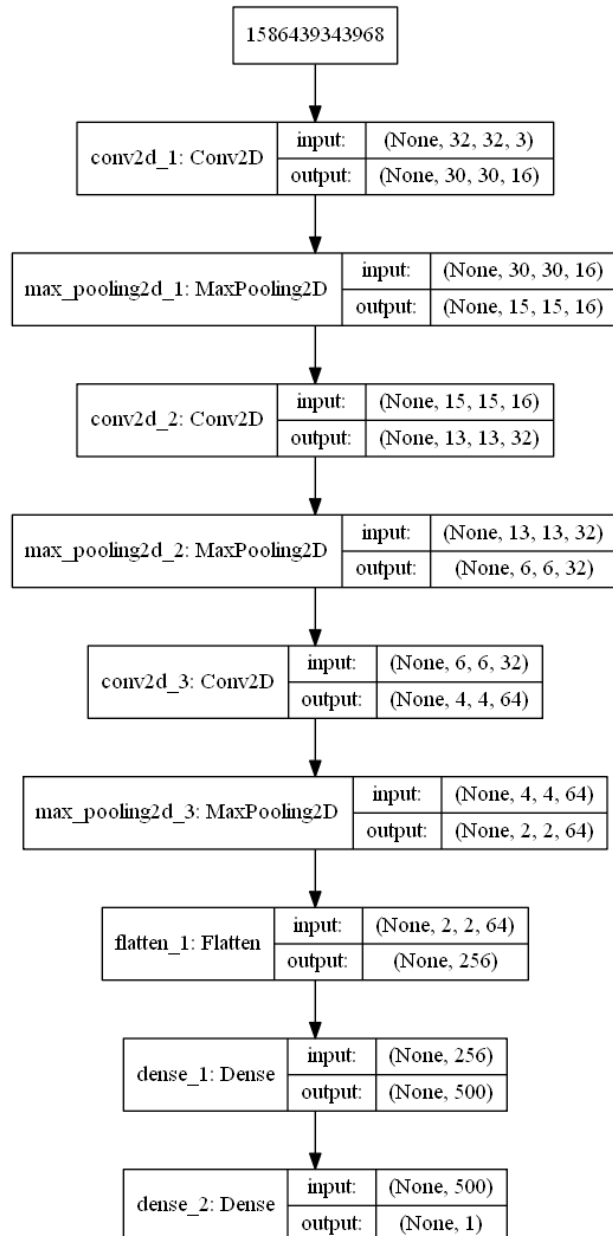 1586439343968
conv2d_1: Conv2D
input: (None, 32, 32, 3)
output: (None, 30, 30, 16)
max_pooling2d_1: MaxPooling2D
input: (None, 30, 30, 16)
output: (None, 15, 15, 16)
conv2d_2: Conv2D
input: (None, 15, 15, 16)
output: (None, 13, 13, 32)
max_pooling2d_2: MaxPooling2D
input: (None, 13, 13, 32)
output: (None, 6, 6, 32)
conv2d_3: Conv2D
input: (None, 6, 6, 32)
output: (None, 4, 4, 64)
max_pooling2d_3: MaxPooling2D
input: (None, 4, 4, 64)
output: (None, 2, 2, 64)
flatten_1: Flatten
input: (None, 2, 2, 64)
output: (None, 256)
dense_1: Dense
input: (None, 256)
output: (None, 500)
dense_2: Dense
input: (None, 500)
output: (None, 1)